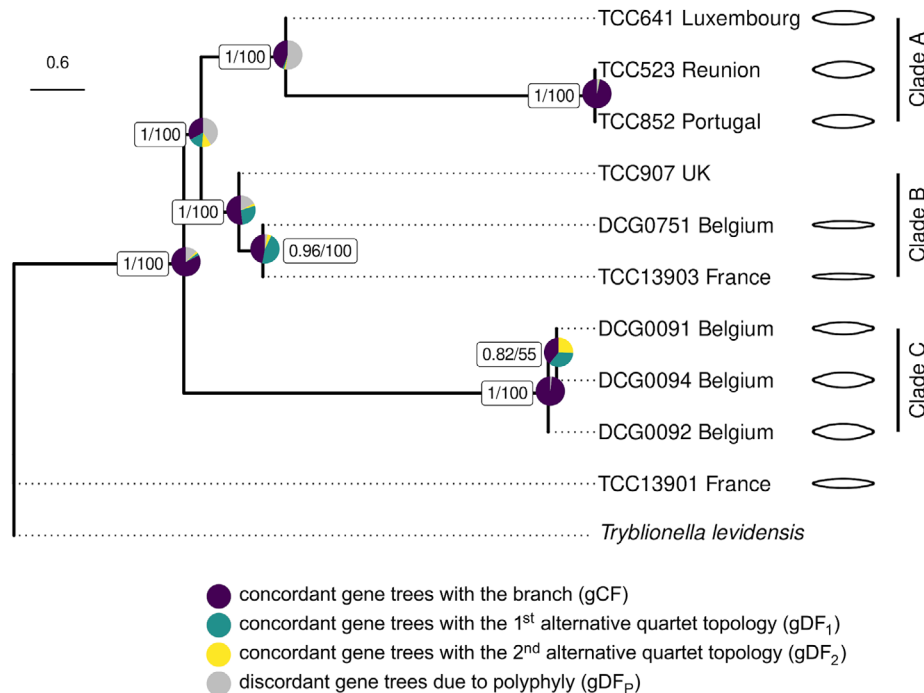 0.6
TCC641 Luxembourg
1/100
TCC523 Reunion
1/100
TCC852 Portugal
Clade A
1/100
TCC907 UK
1/100
DCG0751 Belgium
0.96/100
TCC13903 France
Clade B
1/100
DCG0091 Belgium
0.82/55
DCG0094 Belgium
1/100
DCG0092 Belgium
Clade C
TCC13901 France
Tryblionella levidensis
concordant gene trees with the branch (gCF)
concordant gene trees with the 1st alternative quartet topology (gDF1)
concordant gene trees with the 2nd alternative quartet topology (gDF2)
discordant gene trees due to polyphyly (gDFP)